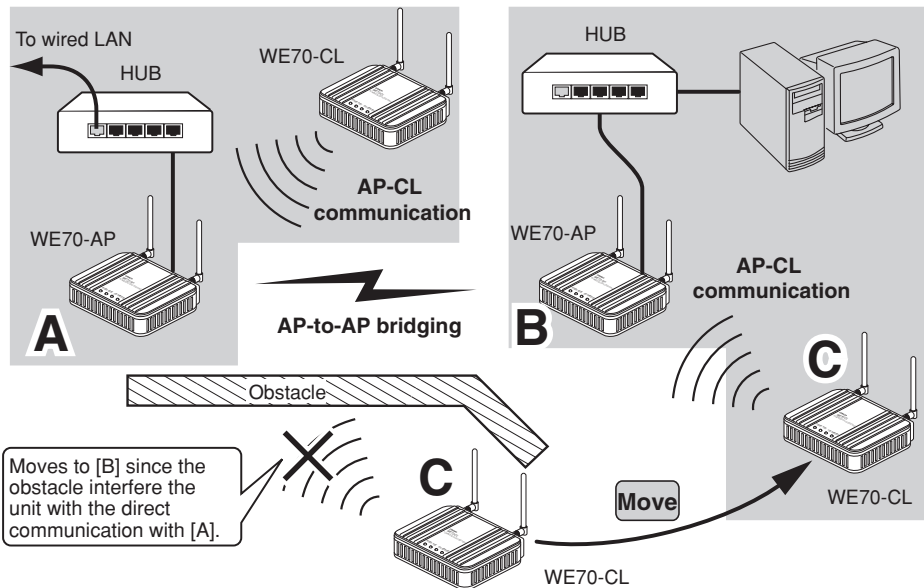 To wired LAN
HUB
WE70-CL
AP-CL
communication
WE70-AP
A
AP-to-AP bridging
HUB
WE70-AP
B
AP-CL
communication
C
WE70-CL
Obstacle
Moves to [B] since the
obstacle interfere the
unit with the direct
communication with [A].
C
Move
WE70-CL